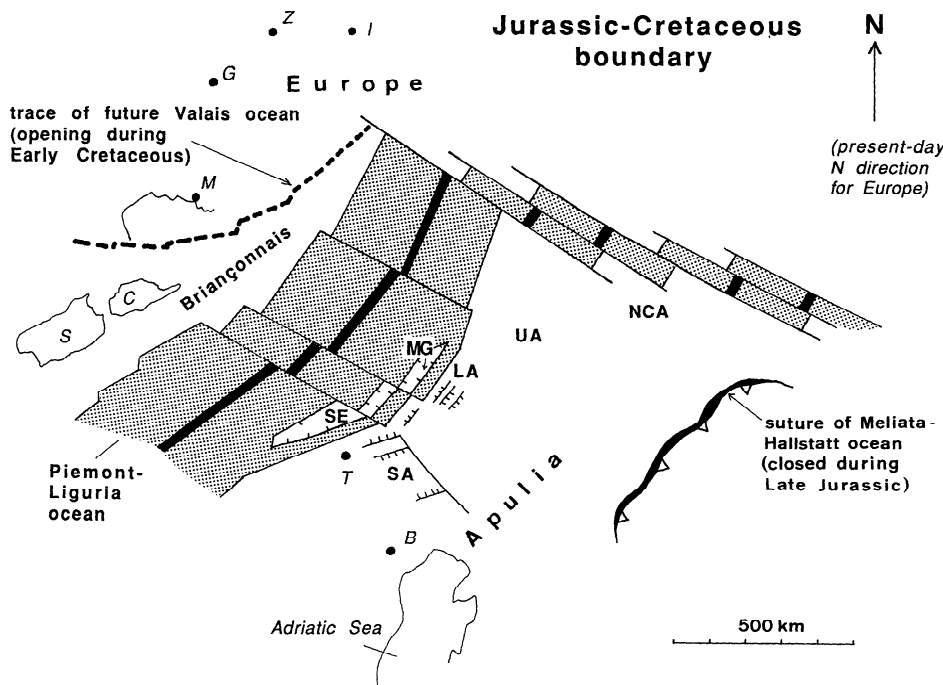 Jurassic-Cretaceous
boundary
N
(present-day
N direction
for Europe)
Z
I
G
Europe
trace of future Valais ocean
(opening during
Early Cretaceous)
M
Briançonnais
C
S
NCA
UA
MG
LA
SE
suture of Meliata-
Hallstatt ocean
(closed during
Late Jurassic)
Piemont-
Liguria
ocean
T
SA
Apulia
B
Adriatic Sea
500 km